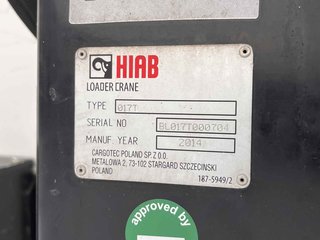 HIAB
LOADER CRANE
TYPE 017T
SERIAL NO BL017T000704
MANUF. YEAR 2014
CARGOTEC POLAND SP. Z O.O.
METALOWA 2, 73-102 STARGARD SZCZECINSKI
POLAND
187-5949/2
approved by